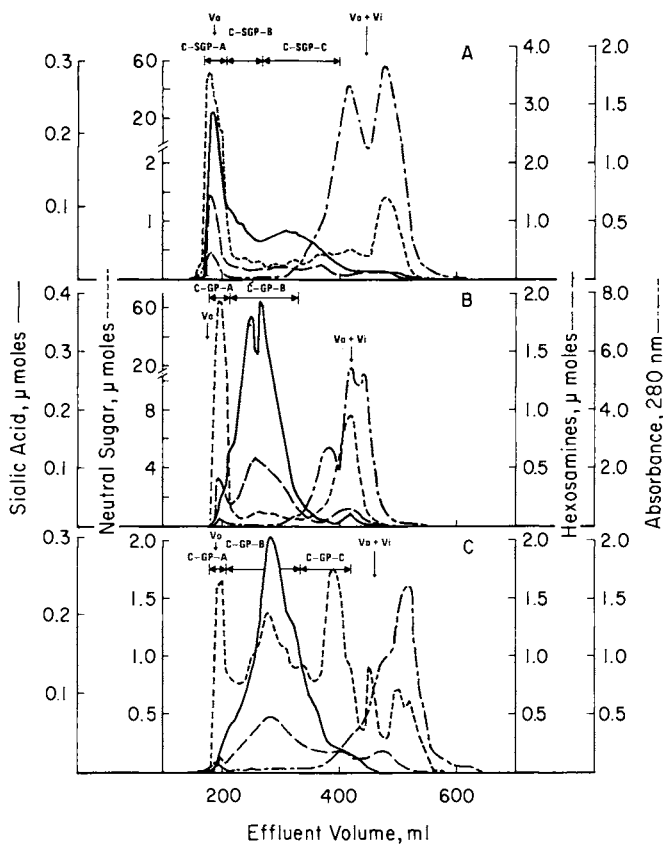 Vo
Vo + Vi
C-SGP-B
C-SGP-A
C-SGP-C
A
0.3
0.2
0.1
60
20
2
1
4.0
3.0
2.0
1.0
2.0
1.5
1.0
0.5
C-GP-A
C-GP-B
Vo
Vo + Vi
B
0.4
0.3
0.2
0.1
60
20
8
4
2.0
1.5
1.0
0.5
8.0
6.0
4.0
2.0
Vo
C-GP-B
C-GP-A
C-GP-C
Vo + Vi
C
0.3
0.2
0.1
2.0
1.5
1.0
0.5
2.0
1.5
1.0
0.5
2.0
1.5
1.0
0.5
Sialic Acid, μ moles
Neutral Sugar, μ moles
Hexosamines, μ moles
Absorbance, 280 nm
200
400
600
Effluent Volume, ml